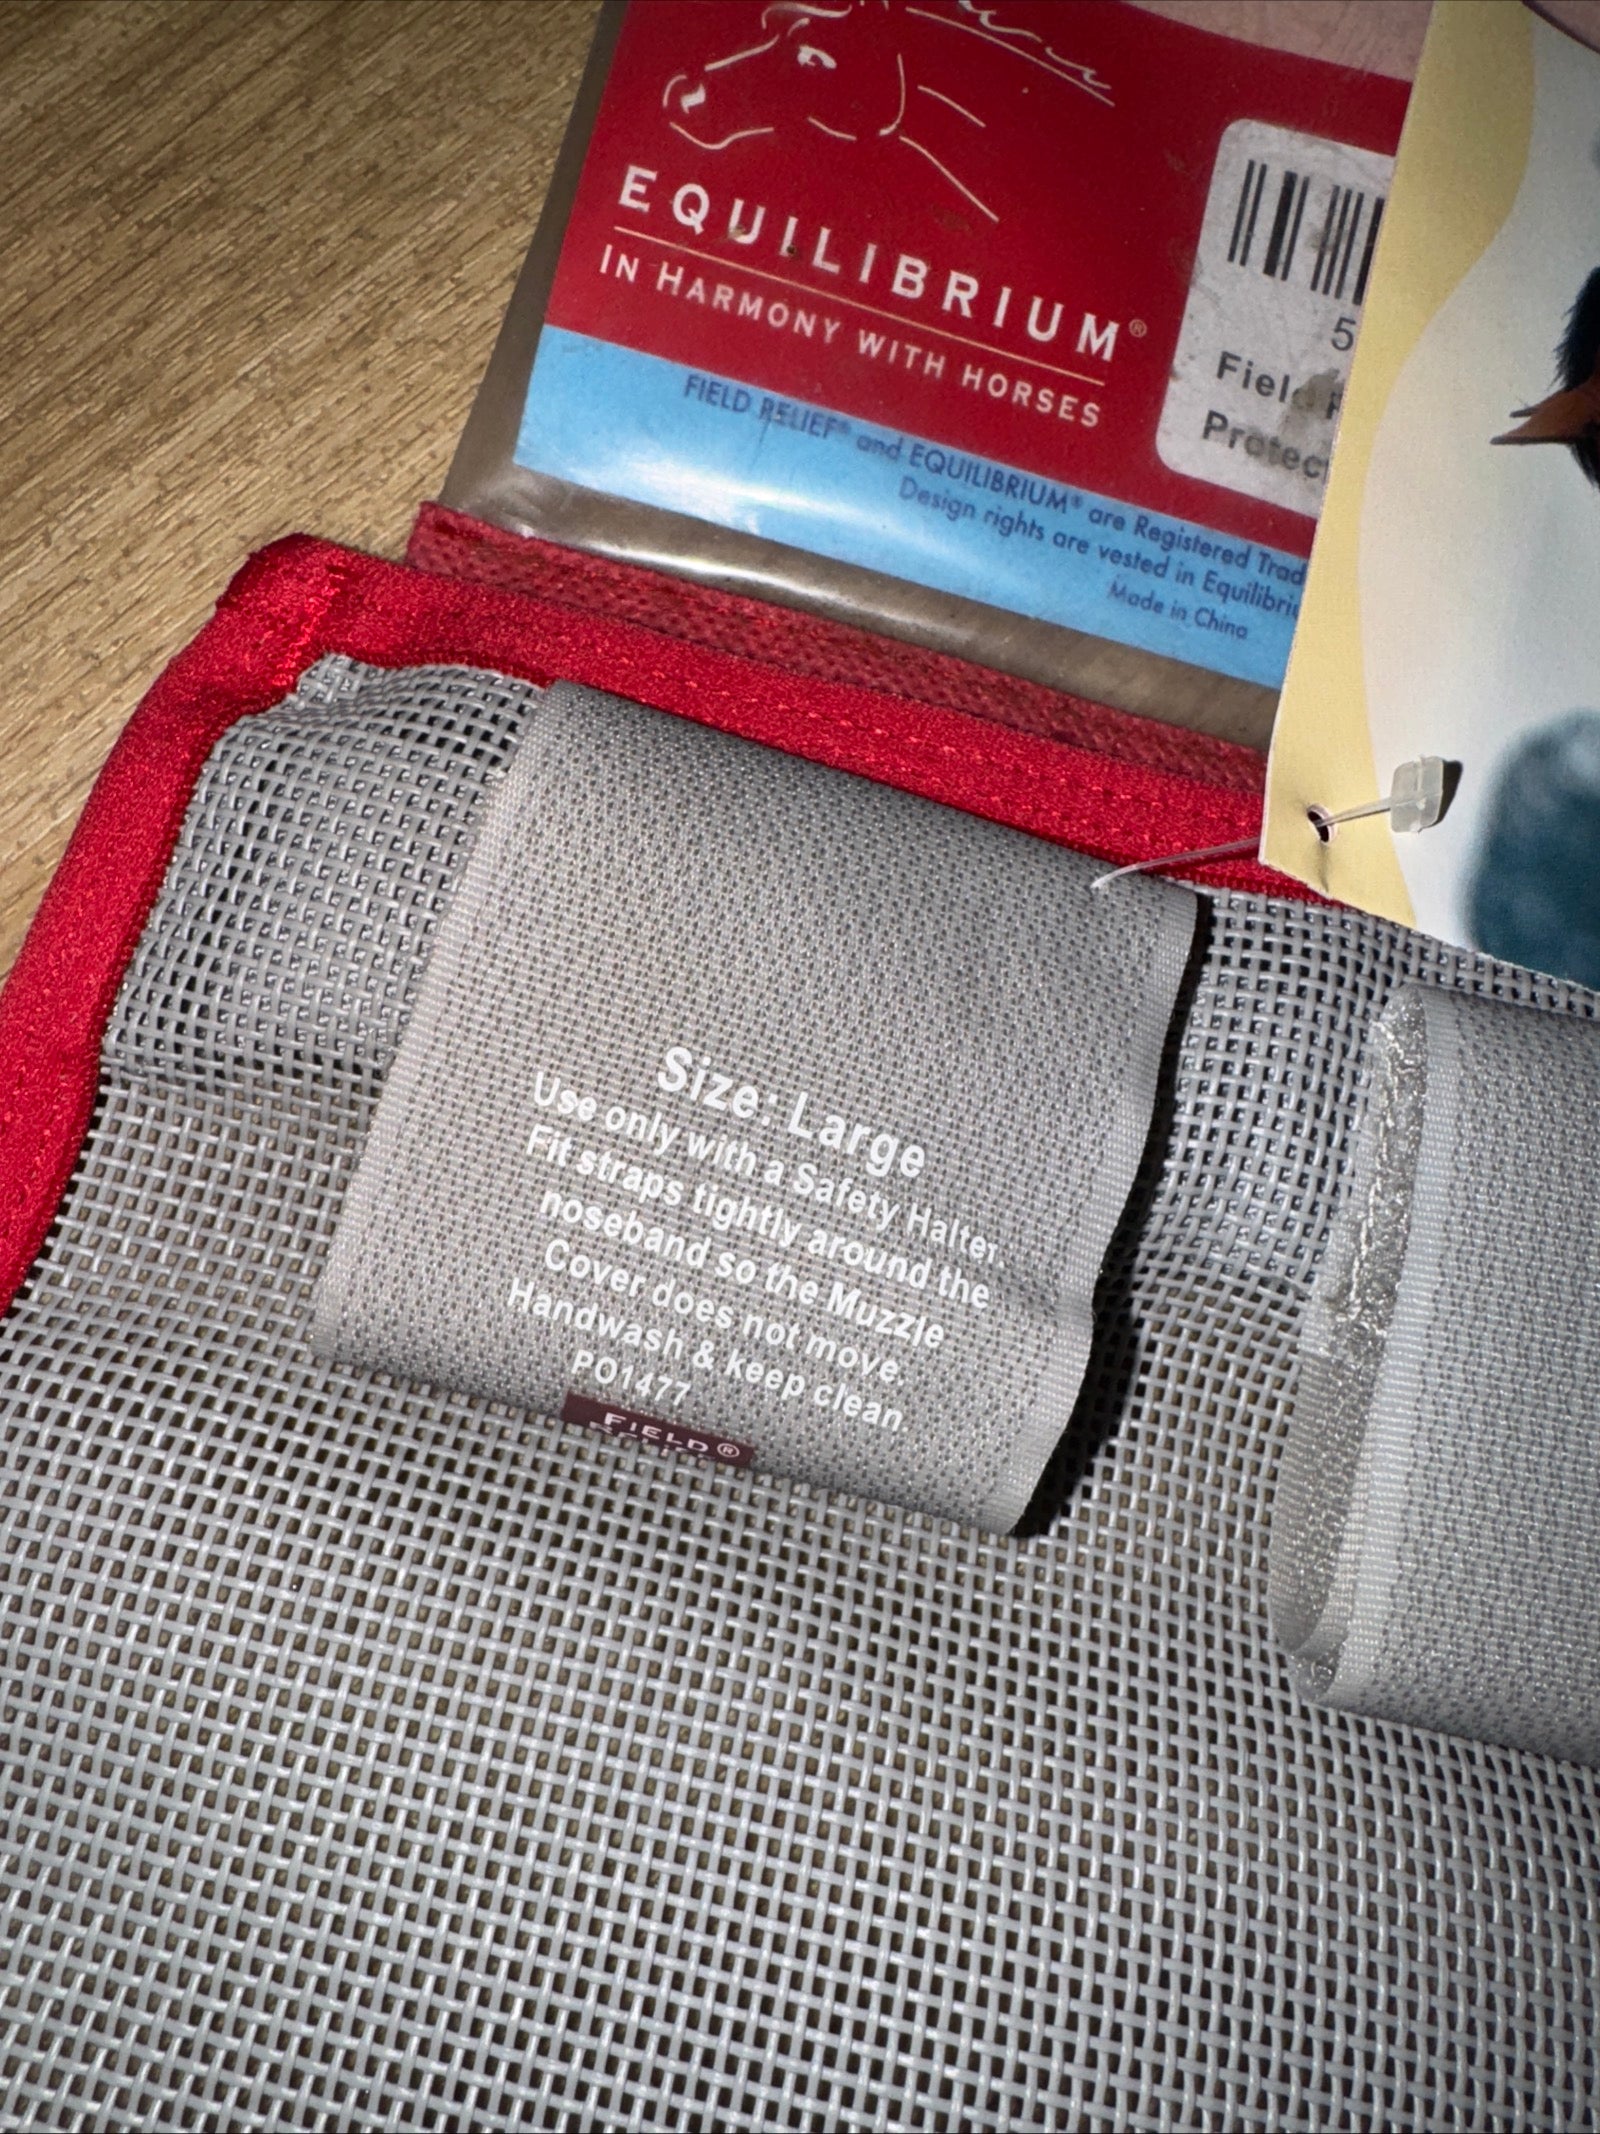 EQUILIBRIUM®
IN HARMONY WITH HORSES
5
Field
FIELD RELIEF® and EQUILIBRIUM® are Registered
Design rights are vested in
Made in China
Size: Large
Use only with a Safety Halter.
Fit straps tightly around the
noseband so the Muzzle
Cover does not move.
Handwash & keep clean.
PO1477
FIELD®